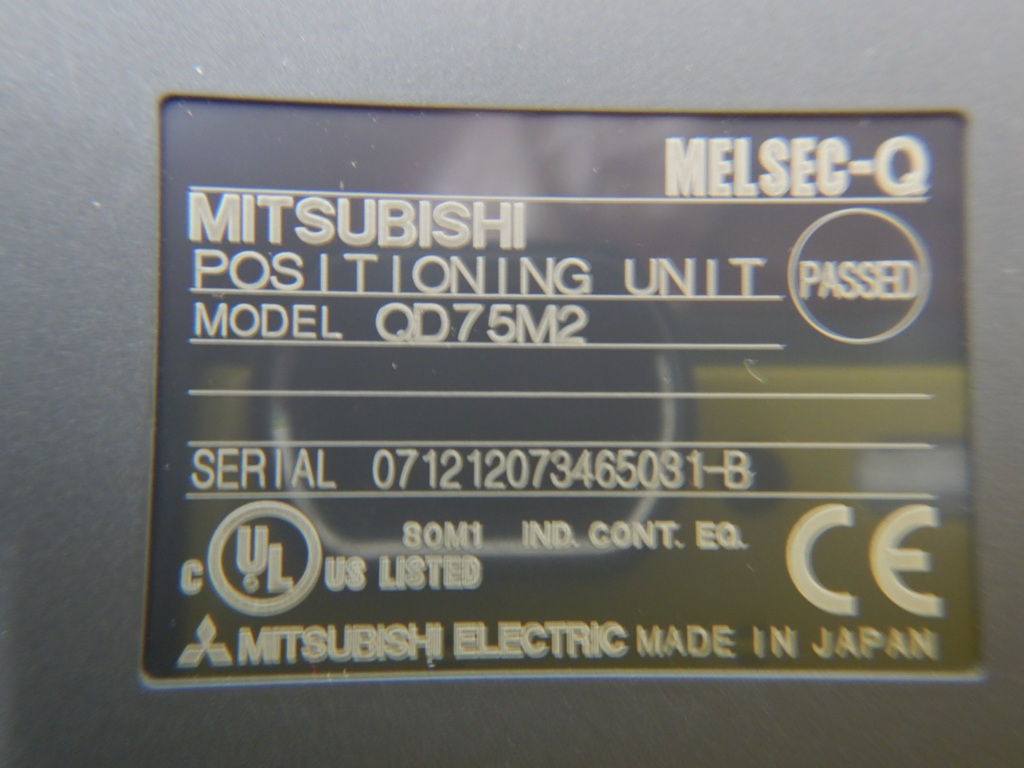 MELSEC-Q
MITSUBISHI
POSITIONING UNIT
PASSED
MODEL QD75M2
SERIAL 071212073465031-B
C UL US LISTED
80M1 IND. CONT. EQ.
CE
MITSUBISHI ELECTRIC MADE IN JAPAN